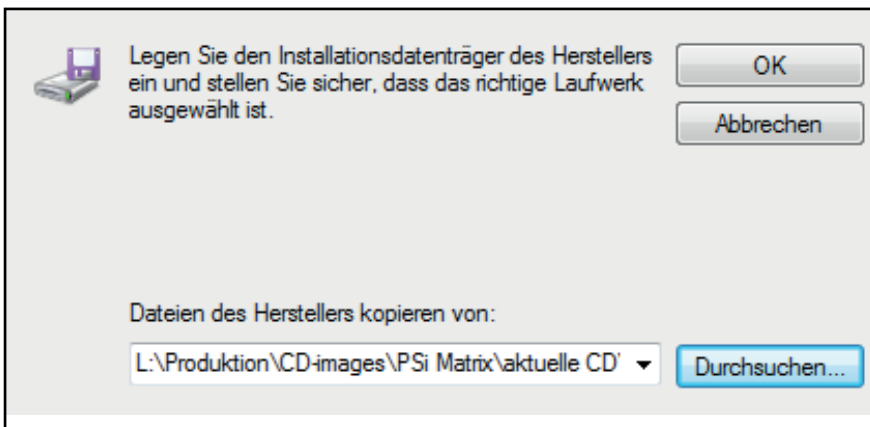 Legen Sie den Installationsdatenträger des Herstellers
ein und stellen Sie sicher, dass das richtige Laufwerk
ausgewählt ist.
OK
Abbrechen
Dateien des Herstellers kopieren von:
L:\Produktion\CD-images\PSi Matrix\aktuelle CD\
Durchsuchen...